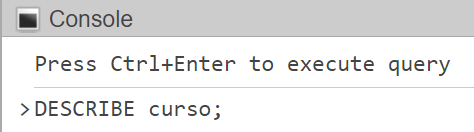 Console
Press Ctrl+Enter to execute query
>DESCRIBE curso;